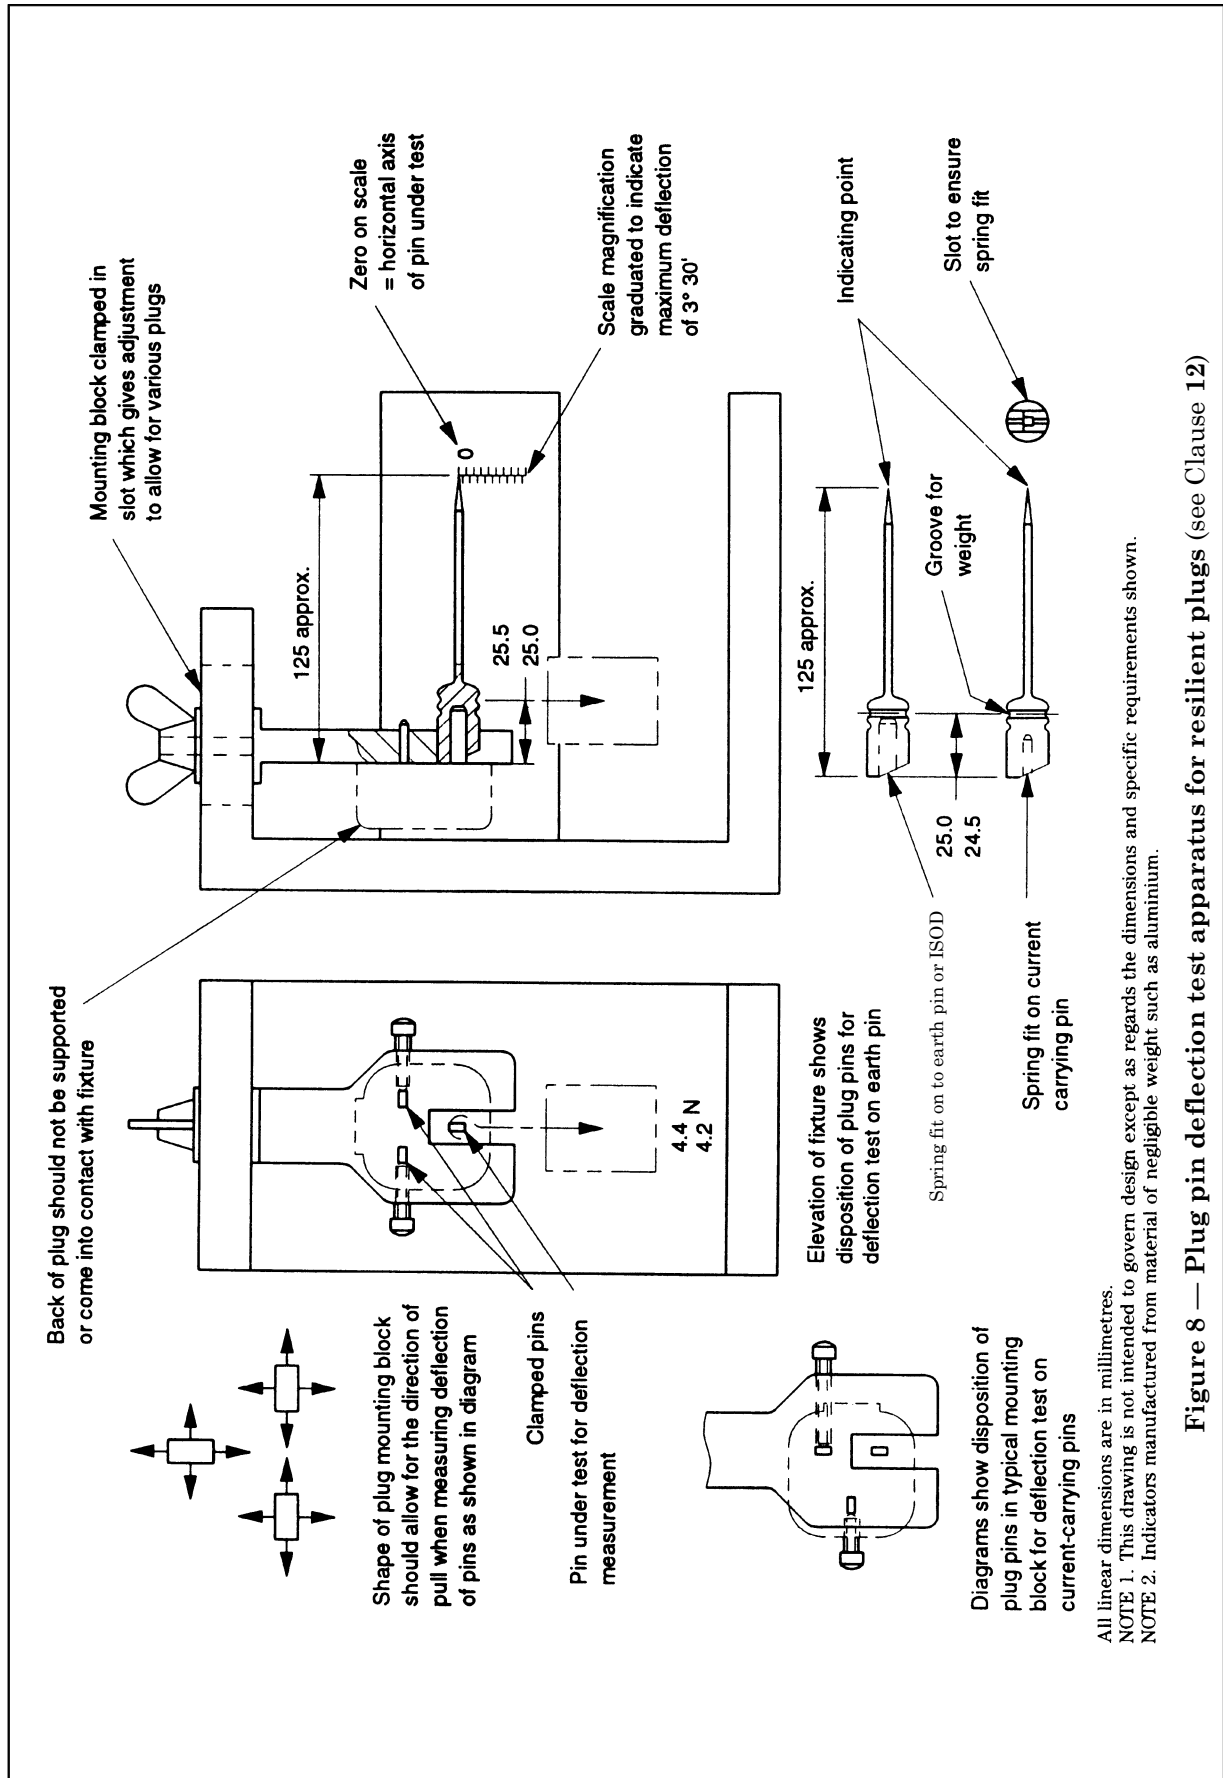 Back of plug should not be supported
or come into contact with fixture
Mounting block clamped in
slot which gives adjustment
to allow for various plugs
Zero on scale
= horizontal axis
of pin under test
125 approx.
0
Scale magnification
graduated to indicate
maximum deflection
of 3° 30'
25.5
25.0
Shape of plug mounting block
should allow for the direction of
pull when measuring deflection
of pins as shown in diagram
Clamped pins
Pin under test for deflection
measurement
4.4 N
4.2
Elevation of fixture shows
disposition of plug pins for
deflection test on earth pin
125 approx.
Indicating point
Groove for
weight
Slot to ensure
spring fit
25.0
24.5
Spring fit on to earth pin or ISOD
Spring fit on current
carrying pin
Diagrams show disposition of
plug pins in typical mounting
block for deflection test on
current-carrying pins
All linear dimensions are in millimetres.
NOTE 1. This drawing is not intended to govern design except as regards the dimensions and specific requirements shown.
NOTE 2. Indicators manufactured from material of negligible weight such as aluminium.
Figure 8 — Plug pin deflection test apparatus for resilient plugs (see Clause 12)